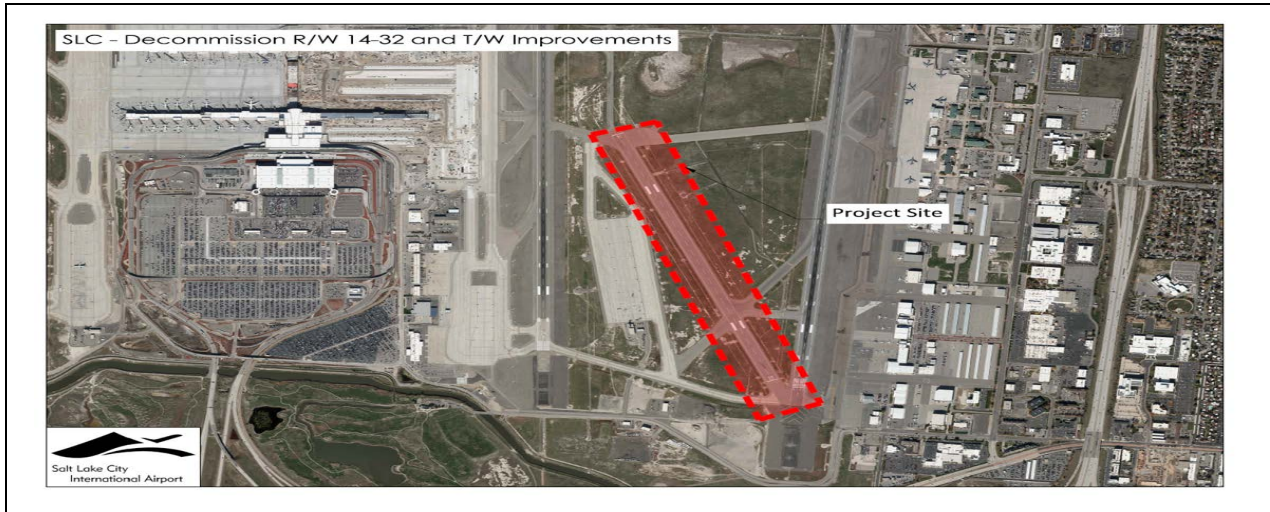 SLC - Decommission R/W 14-32 and T/W Improvements
Project Site
Salt Lake City
International Airport